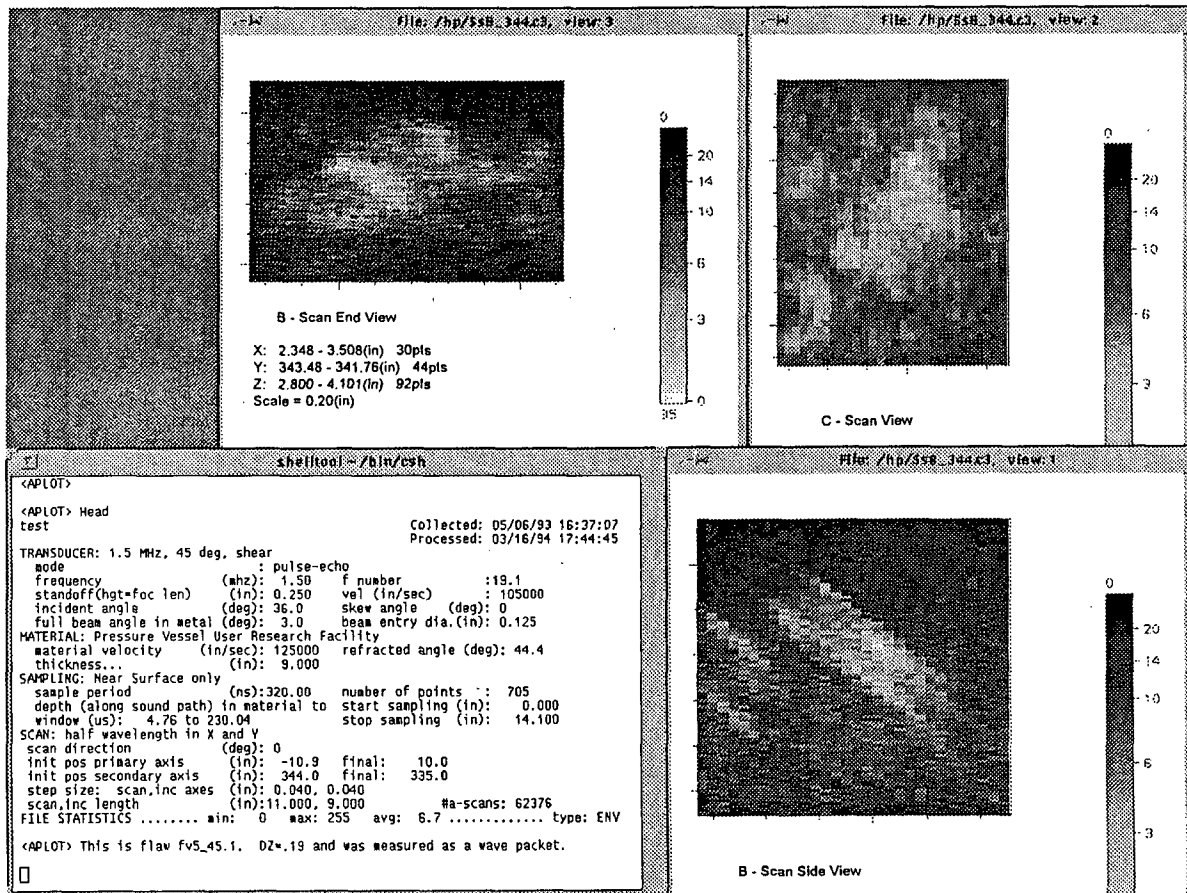 File: /hp/5sB_344.c3, view:3
0
20
14
10
6
3
0
35
B - Scan End View
X: 2.348 - 3.508(in) 30pls
Y: 343.48 - 341.76(in) 44pls
Z: 2.800 - 4.101(in) 92pls
Scale = 0.20(in)
File: /hp/5sB_344.c3, view:2
0
20
14
10
6
3
C - Scan View
shelltool - /bin/csh
<APLOT>
<APLOT> Head
test Collected: 05/06/93 16:37:07
Processed: 03/16/94 17:44:45
TRANSDUCER: 1.5 MHz, 45 deg, shear
mode : pulse-echo
frequency (mhz): 1.50 f number :19.1
standoff(hgt=foc len) (in): 0.250 vel (in/sec) : 105000
incident angle (deg): 36.0 skew angle (deg): 0
full beam angle in metal (deg): 3.0 beam entry dia.(in): 0.125
MATERIAL: Pressure Vessel User Research Facility
material velocity (in/sec): 125000 refracted angle (deg): 44.4
thickness... (in): 9.000
SAMPLING: Near Surface only
sample period (ns):320.00 number of points : 705
depth (along sound path) in material to start sampling (in): 0.000
window (us): 4.76 to 230.04 stop sampling (in): 14.100
SCAN: half wavelength in X and Y
scan direction (deg): 0
init pos primary axis (in): -10.9 final: 10.0
init pos secondary axis (in): 344.0 final: 335.0
step size: scan,inc axes (in): 0.040, 0.040
scan,inc length (in):11.000, 9.000 #a-scans: 62376
FILE STATISTICS ........ min: 0 max: 255 avg: 6.7 ............. type: ENV
<APLOT> This is flaw fv5_45.1. DZ=.19 and was measured as a wave packet.
File: /hp/5sB_344.c3, view:1
0
20
14
10
6
3
B - Scan Side View